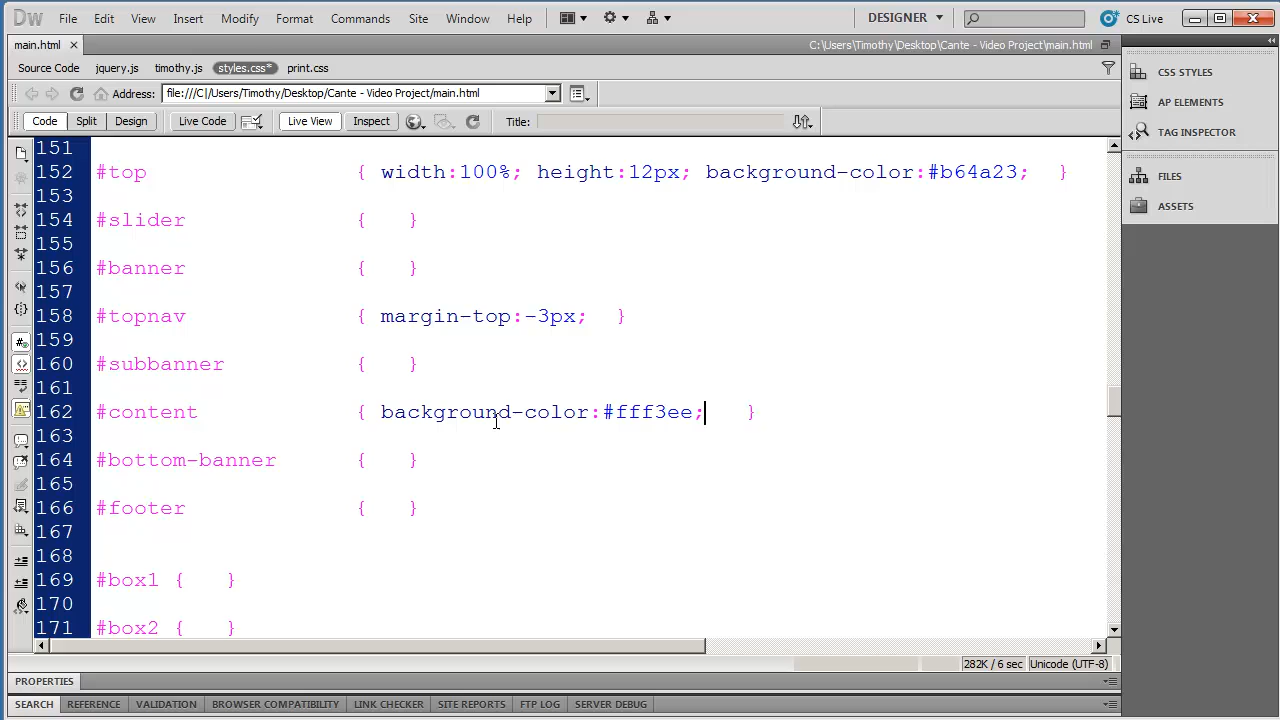 Dw File Edit View Insert Modify Format Commands Site Window Help DESIGNER CS Live
main.html C:\Users\Timothy\Desktop\Cante - Video Project\main.html
Source Code jquery.js timothy.js styles.css* print.css
Address: file:///C|/Users/Timothy/Desktop/Cante - Video Project/main.html
Code Split Design Live Code Live View Inspect Title:
CSS STYLES
AP ELEMENTS
TAG INSPECTOR
FILES
ASSETS
151
152 #top { width:100%; height:12px; background-color:#b64a23; }
153
154 #slider { }
155
156 #banner { }
157
158 #topnav { margin-top:-3px; }
159
160 #subbanner { }
161
162 #content { background-color:#fff3ee; }
163
164 #bottom-banner { }
165
166 #footer { }
167
168
169 #box1 { }
170
171 #box2 { }
282K / 6 sec Unicode (UTF-8)
PROPERTIES
SEARCH REFERENCE VALIDATION BROWSER COMPATIBILITY LINK CHECKER SITE REPORTS FTP LOG SERVER DEBUG